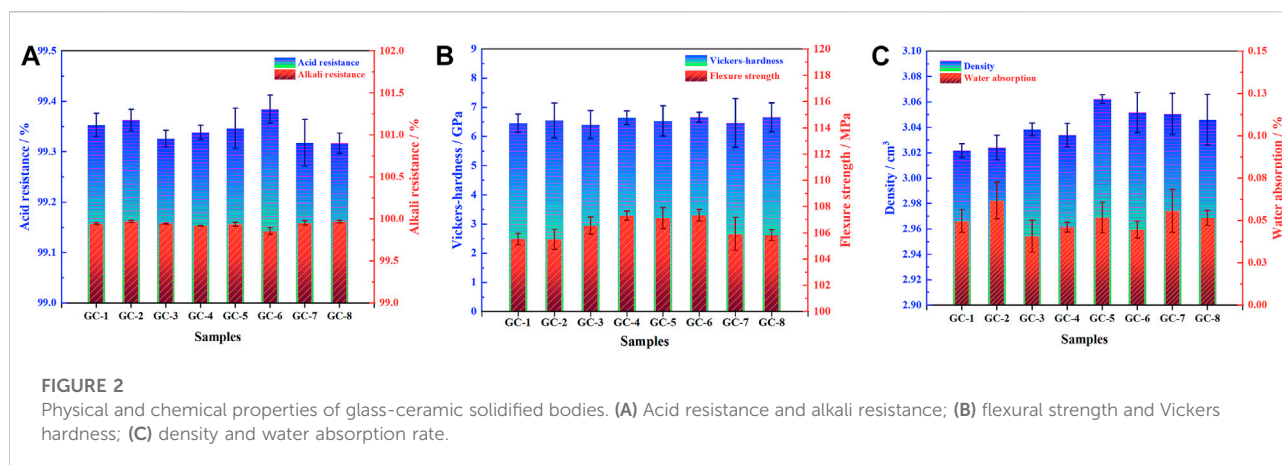 A
Acid resistance
Alkali resistance
99.5
99.4
99.3
99.2
99.1
99.0
Acid resistance / %
102.0
101.5
101.0
100.5
100.0
99.5
99.0
Alkali resistance / %
GC-1 GC-2 GC-3 GC-4 GC-5 GC-6 GC-7 GC-8
Samples
B
Vickers-hardness
Flexure strength
9
8
7
6
5
4
3
2
1
0
Vickers-hardness / GPa
120
118
116
114
112
110
108
106
104
102
100
Flexure strength / MPa
GC-1 GC-2 GC-3 GC-4 GC-5 GC-6 GC-7 GC-8
Samples
C
Density
Water absorption
3.10
3.08
3.06
3.04
3.02
3.00
2.98
2.96
2.94
2.92
2.90
Density / cm3
0.15
0.13
0.10
0.08
0.05
0.03
0.00
Water absorption / %
GC-1 GC-2 GC-3 GC-4 GC-5 GC-6 GC-7 GC-8
Samples
FIGURE 2
Physical and chemical properties of glass-ceramic solidified bodies. (A) Acid resistance and alkali resistance; (B) flexural strength and Vickers
hardness; (C) density and water absorption rate.